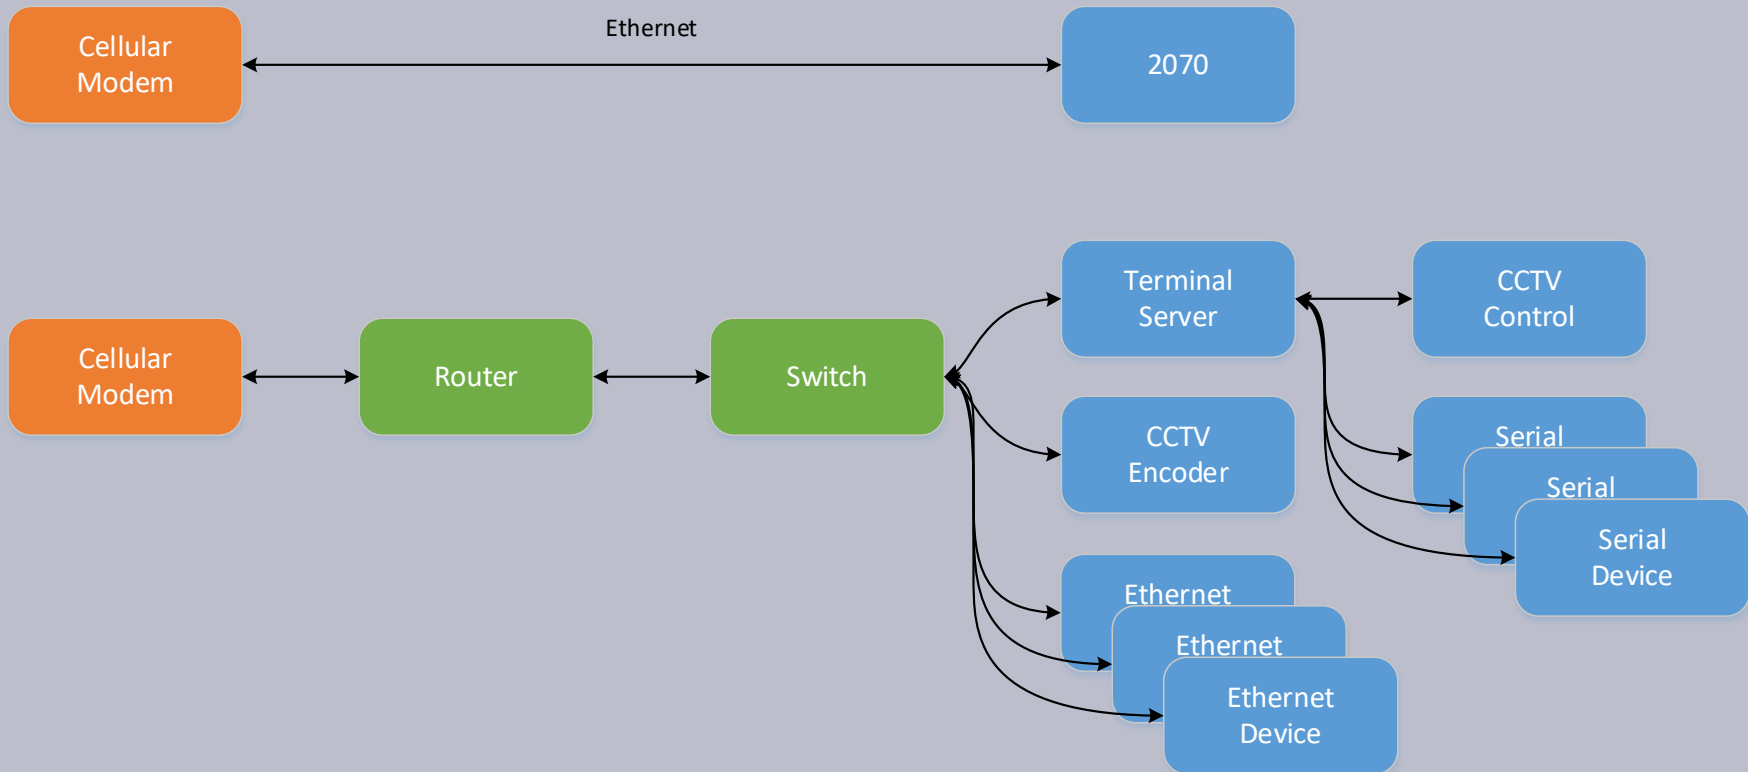 Cellular
Modem
Ethernet
2070
Cellular
Modem
Router
Switch
Terminal
Server
CCTV
Control
CCTV
Encoder
Serial
Serial
Serial
Device
Ethernet
Ethernet
Ethernet
Device